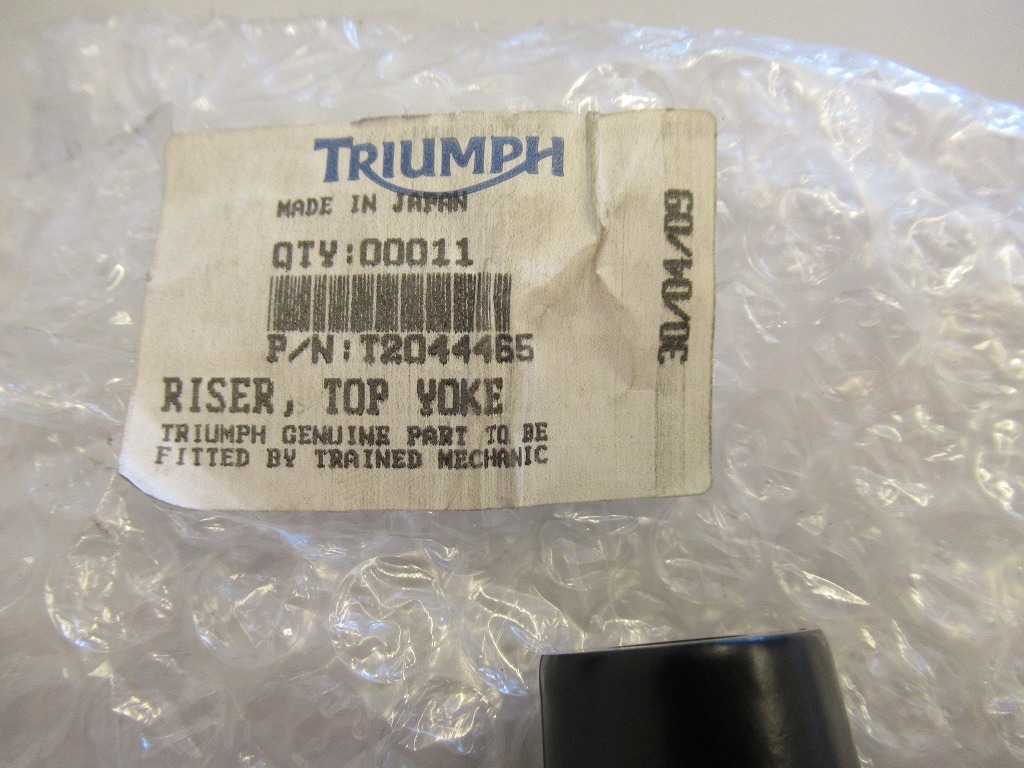 TRIUMPH
MADE IN JAPAN
QTY:00011
P/N:T2044465
RISER, TOP YOKE
TRIUMPH GENUINE PART TO BE
FITTED BY TRAINED MECHANIC
30/04/09